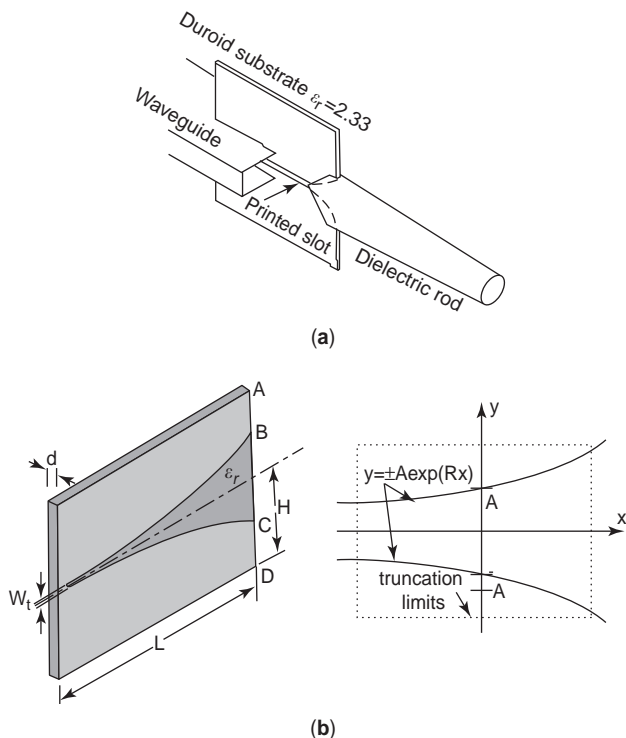 Duroid substrate εr=2.33
Waveguide
Printed slot
Dielectric rod
(a)
A
B
d
εr
H
C
D
Wt
L
y
y=±Aexp(Rx)
A
x
truncation
limits
-A
(b)